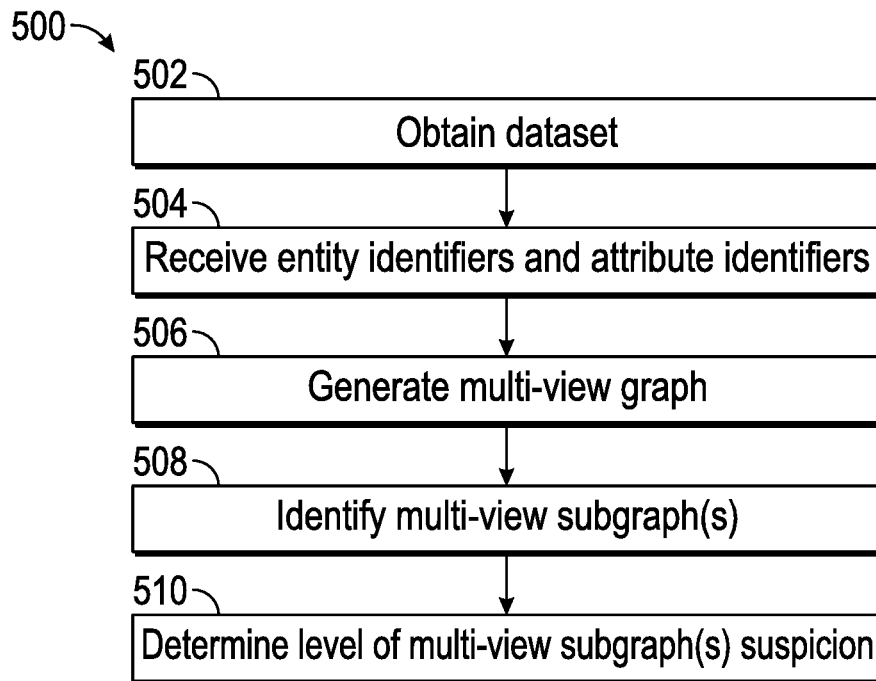 500
502
Obtain dataset
504
Receive entity identifiers and attribute identifiers
506
Generate multi-view graph
508
Identify multi-view subgraph(s)
510
Determine level of multi-view subgraph(s) suspicion